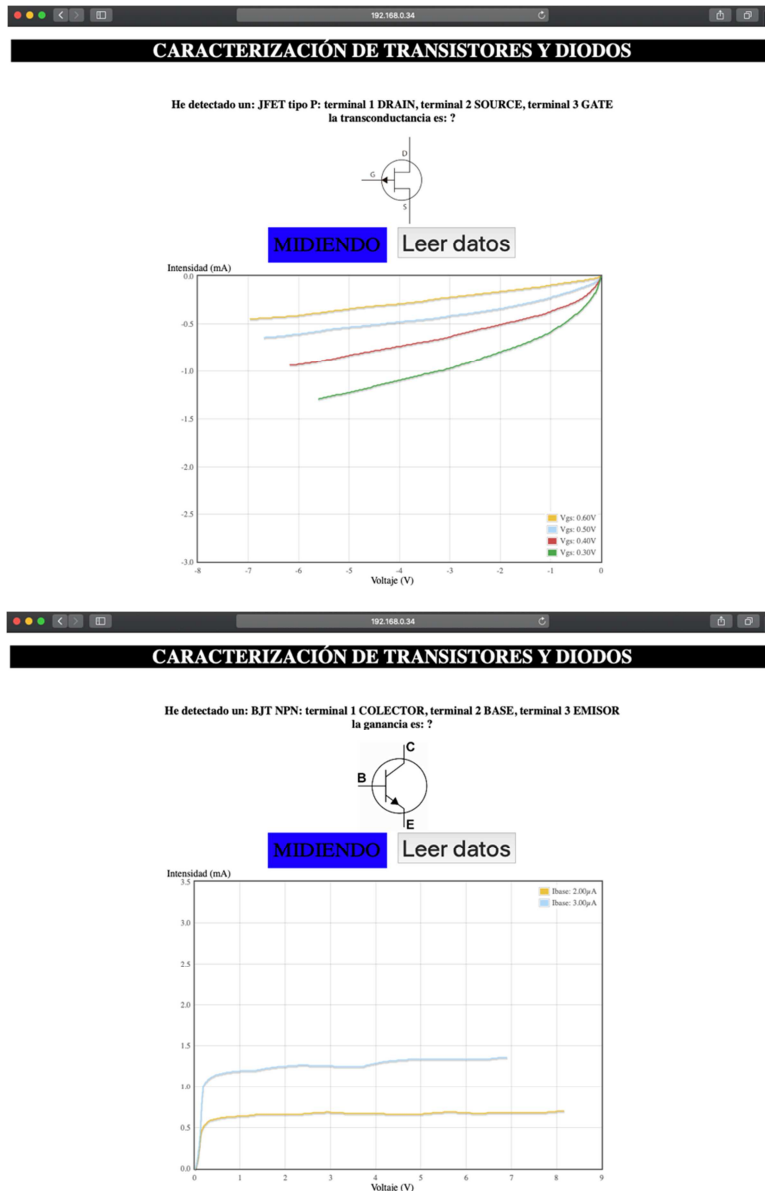 192.168.0.34
CARACTERIZACIÓN DE TRANSISTORES Y DIODOS
He detectado un: JFET tipo P: terminal 1 DRAIN, terminal 2 SOURCE, terminal 3 GATE
la transconductancia es: ?
D
G
S
MIDIENDO Leer datos
Intensidad (mA)
0.0
-0.5
-1.0
-1.5
-2.0
-2.5
-3.0
Vgs: 0.60V
Vgs: 0.50V
Vgs: 0.40V
Vgs: 0.30V
-8 -7 -6 -5 -4 -3 -2 -1 0
Voltaje (V)
192.168.0.34
CARACTERIZACIÓN DE TRANSISTORES Y DIODOS
He detectado un: BJT NPN: terminal 1 COLECTOR, terminal 2 BASE, terminal 3 EMISOR
la ganancia es: ?
C
B
E
MIDIENDO Leer datos
Intensidad (mA)
3.5
3.0
2.5
2.0
1.5
1.0
0.5
0.0
Ibase: 2.00µA
Ibase: 3.00µA
0 1 2 3 4 5 6 7 8 9
Voltaje (V)